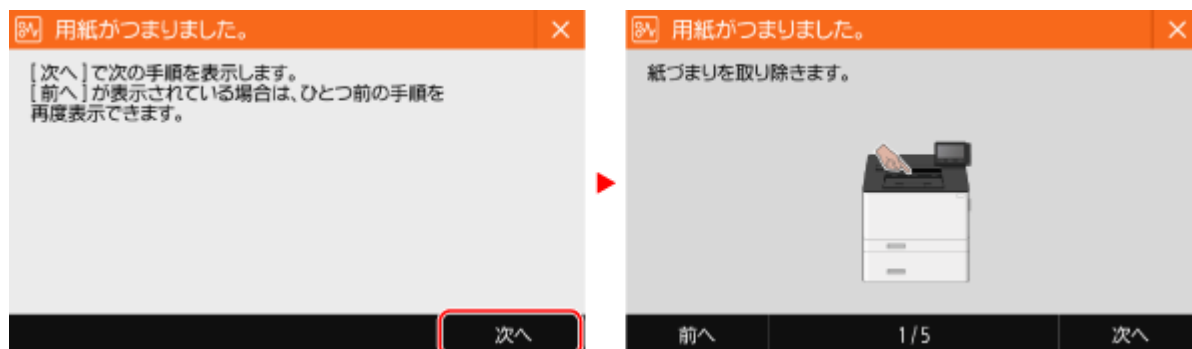 用紙がつまりました。
[次へ]で次の手順を表示します。
[前へ]が表示されている場合は、ひとつ前の手順を
再度表示できます。
次へ
用紙がつまりました。
紙づまりを取り除きます。
前へ
1/5
次へ